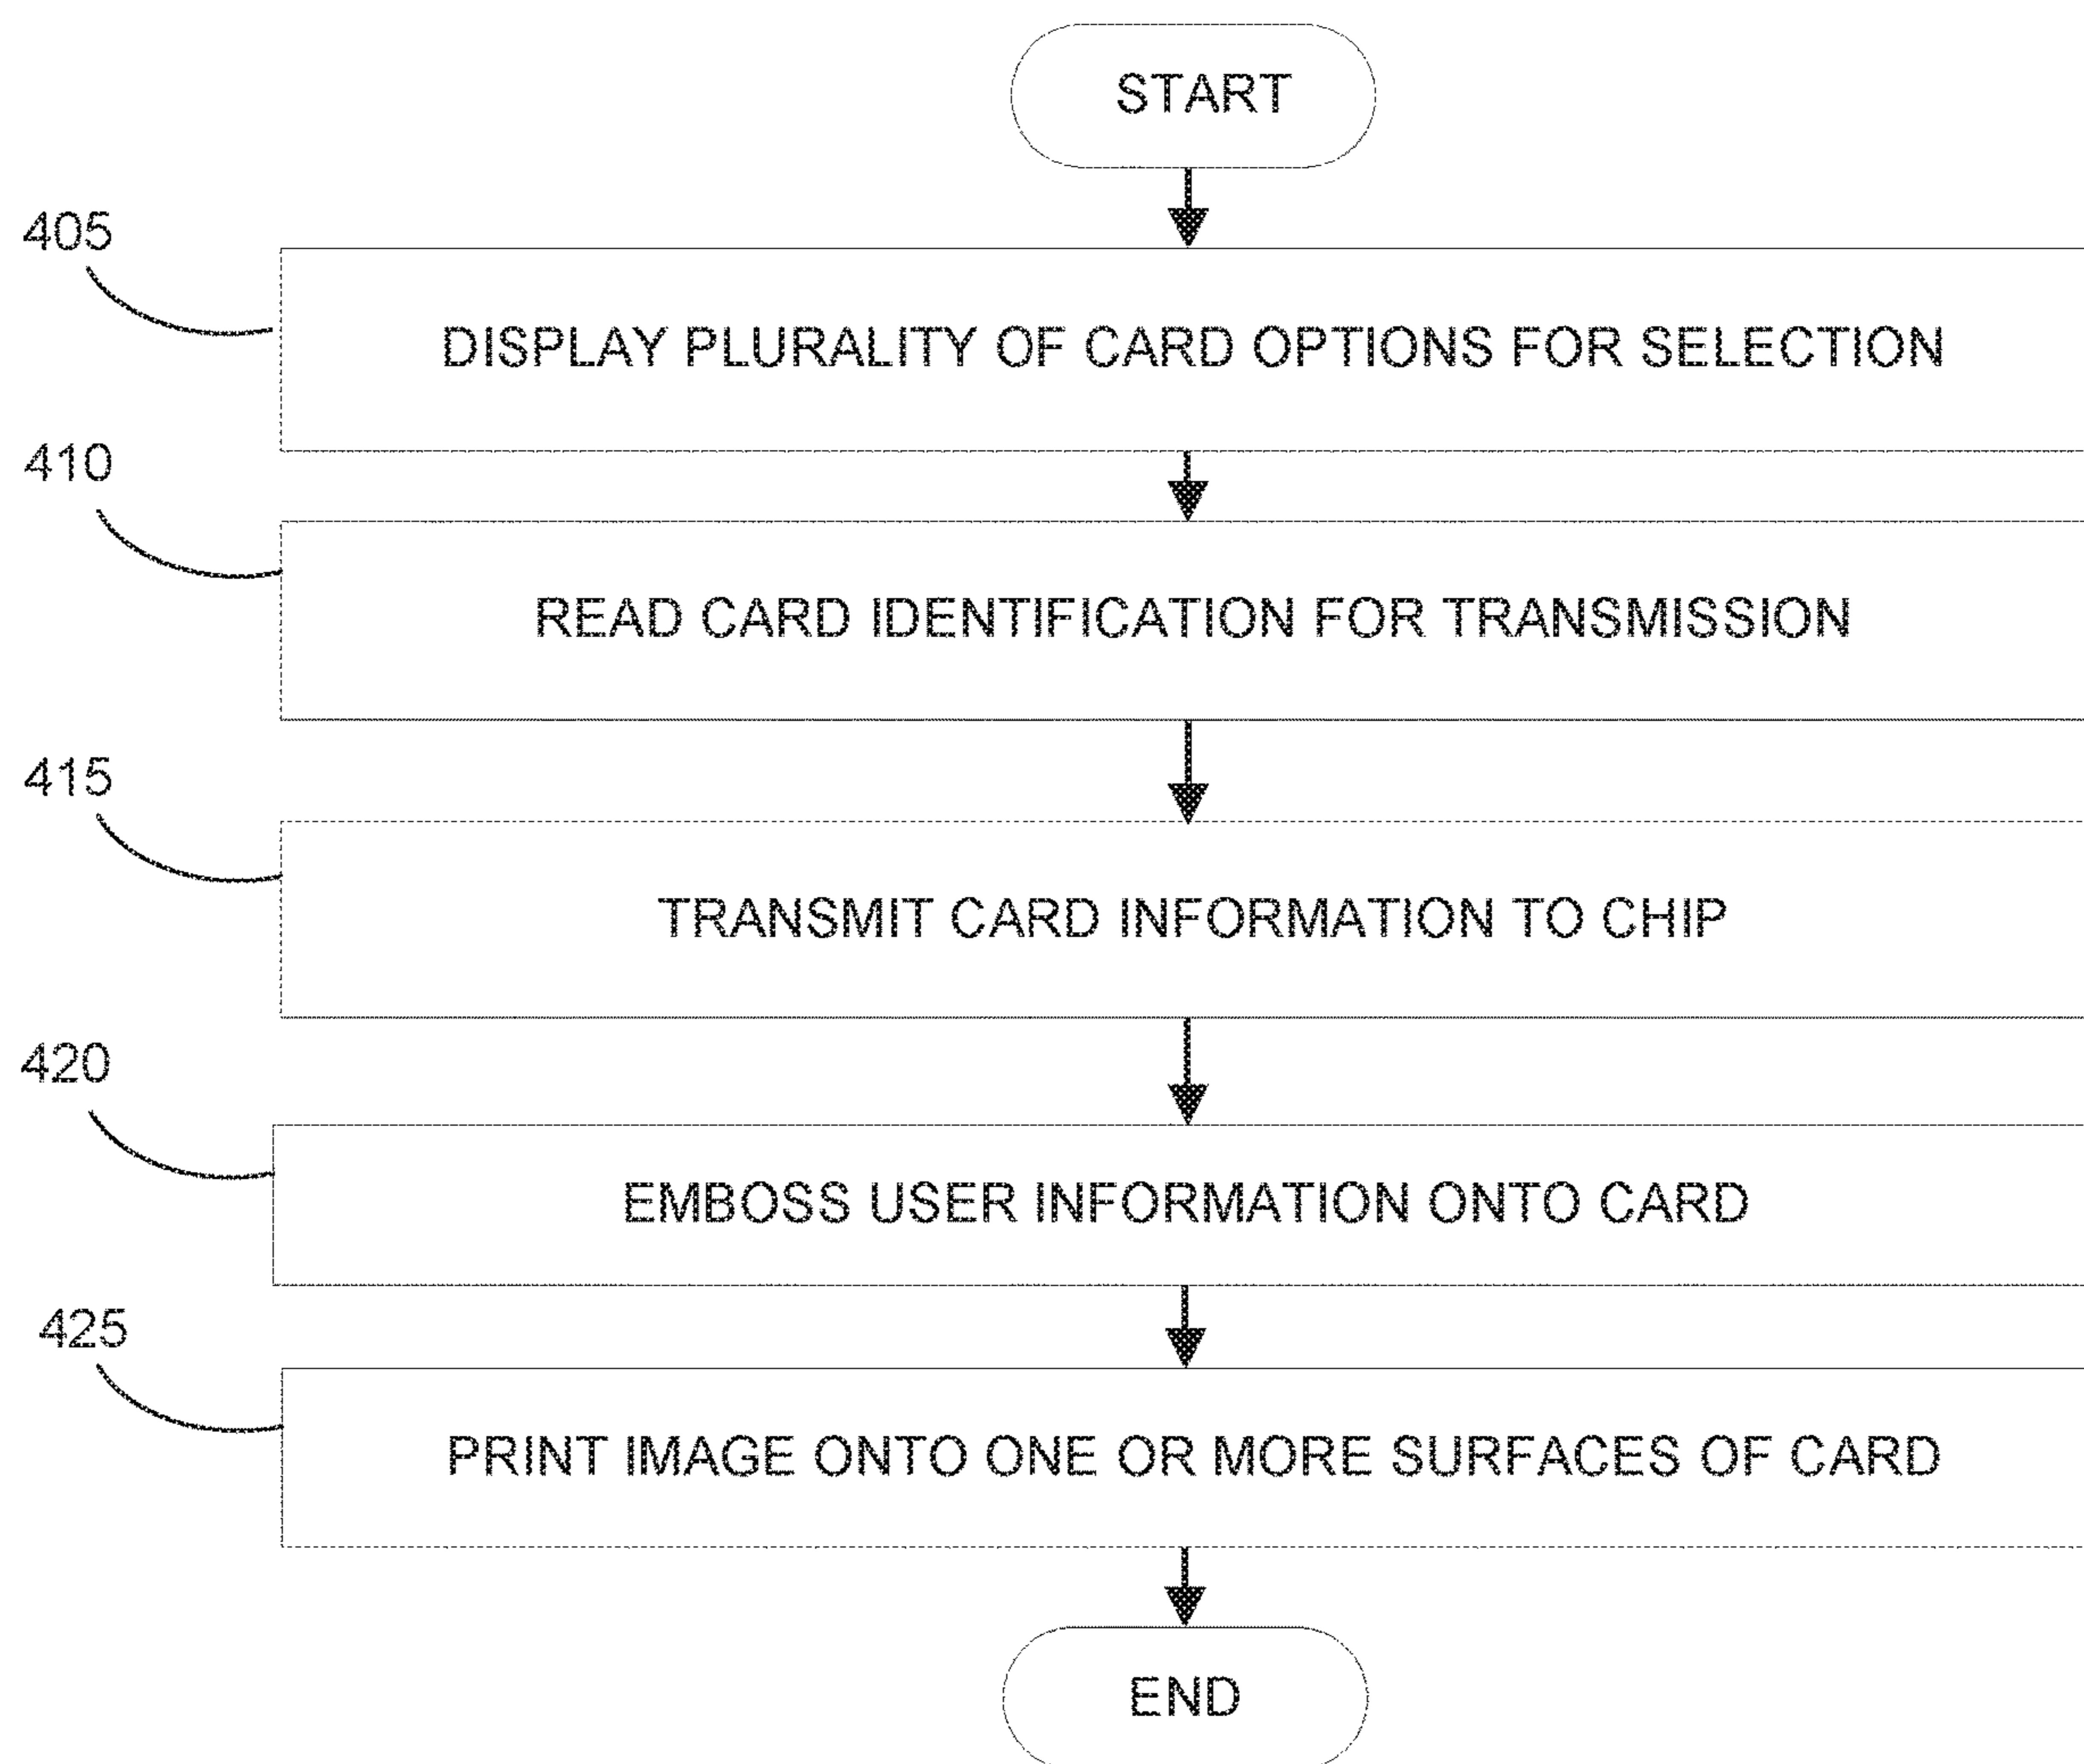 START
405
DISPLAY PLURALITY OF CARD OPTIONS FOR SELECTION
410
READ CARD IDENTIFICATION FOR TRANSMISSION
415
TRANSMIT CARD INFORMATION TO CHIP
420
EMBOSS USER INFORMATION ONTO CARD
425
PRINT IMAGE ONTO ONE OR MORE SURFACES OF CARD
END